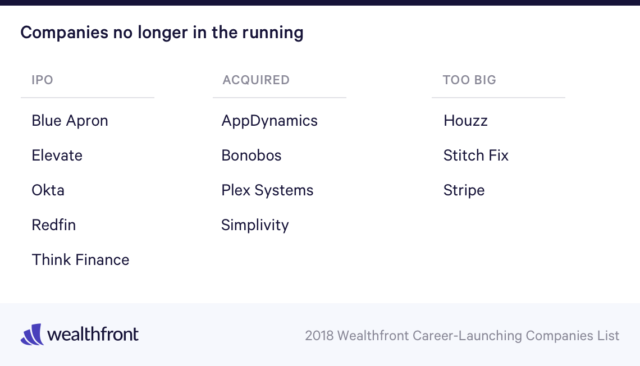 Companies no longer in the running
IPO ACQUIRED TOO BIG
Blue Apron AppDynamics Houzz
Elevate Bonobos Stitch Fix
Okta Plex Systems Stripe
Redfin Simplivity
Think Finance
wealthfront 2018 Wealthfront Career-Launching Companies List